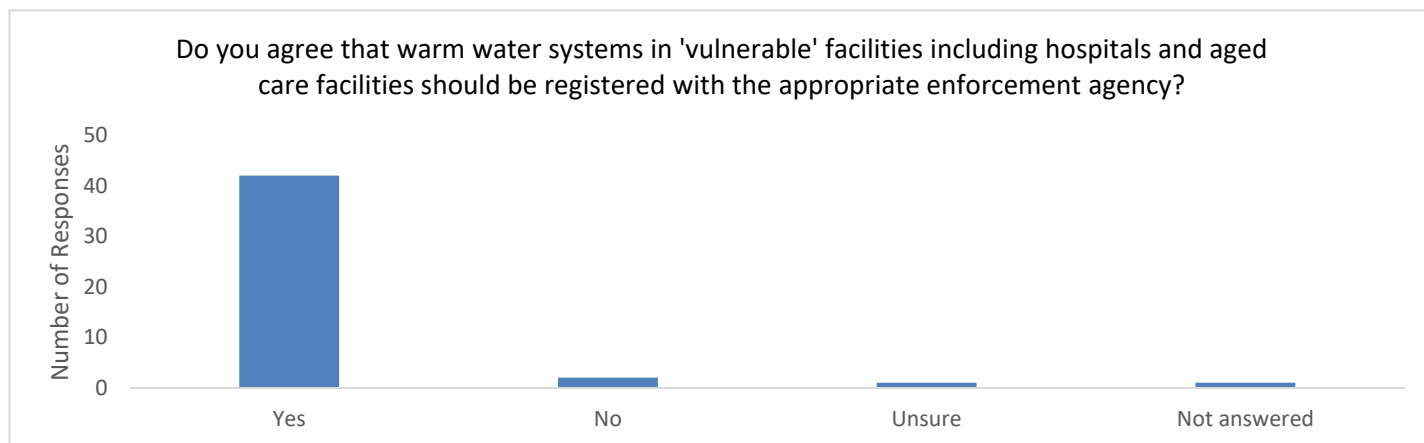 Do you agree that warm water systems in 'vulnerable' facilities including hospitals and aged
care facilities should be registered with the appropriate enforcement agency?
Number of Responses
50
40
30
20
10
0
Yes
No
Unsure
Not answered